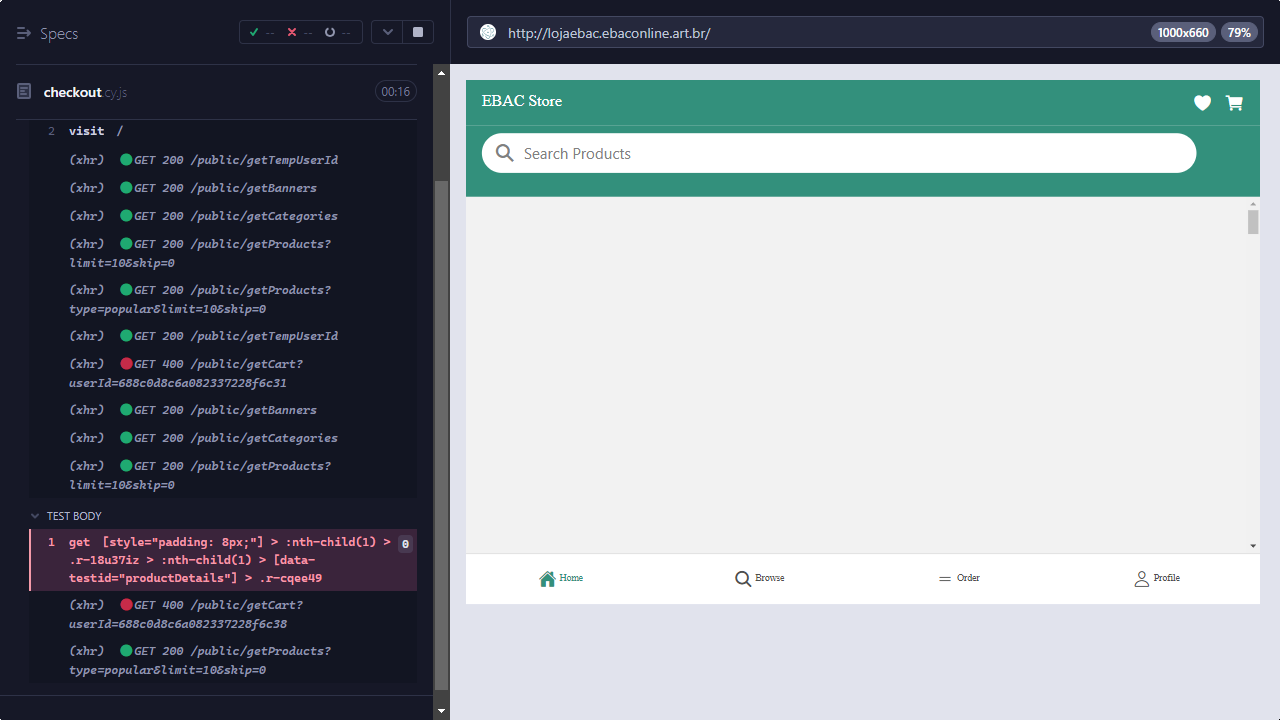 Specs
--
--
--
http://lojaebac.ebaconline.art.br/
1000x660
79%
checkout.cy.js
00:16
2 visit /
(xhr) GET 200 /public/getTempUserId
(xhr) GET 200 /public/getBanners
(xhr) GET 200 /public/getCategories
(xhr) GET 200 /public/getProducts?
limit=10&skip=0
(xhr) GET 200 /public/getProducts?
type=popular&limit=10&skip=0
(xhr) GET 200 /public/getTempUserId
(xhr) GET 400 /public/getCart?
userId=688c0d8c6a082337228f6c31
(xhr) GET 200 /public/getBanners
(xhr) GET 200 /public/getCategories
(xhr) GET 200 /public/getProducts?
limit=10&skip=0
TEST BODY
1 get [style="padding: 8px;"] > :nth-child(1) > 0
.r-18u37iz > :nth-child(1) > [data-
testid="productDetails"] > .r-cqee49
(xhr) GET 400 /public/getCart?
userId=688c0d8c6a082337228f6c38
(xhr) GET 200 /public/getProducts?
type=popular&limit=10&skip=0
EBAC Store
Search Products
Home
Browse
Order
Profile